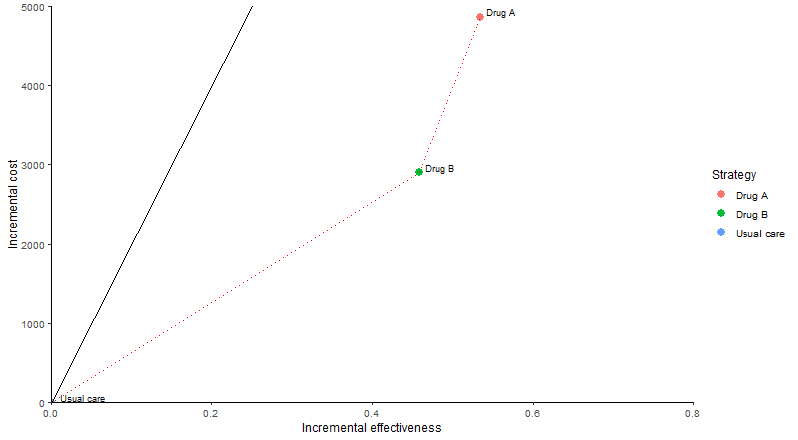 5000
4000
3000
2000
1000
0
Incremental cost
Drug A
Drug B
Usual care
0.0
0.2
0.4
0.6
0.8
Incremental effectiveness
Strategy
Drug A
Drug B
Usual care